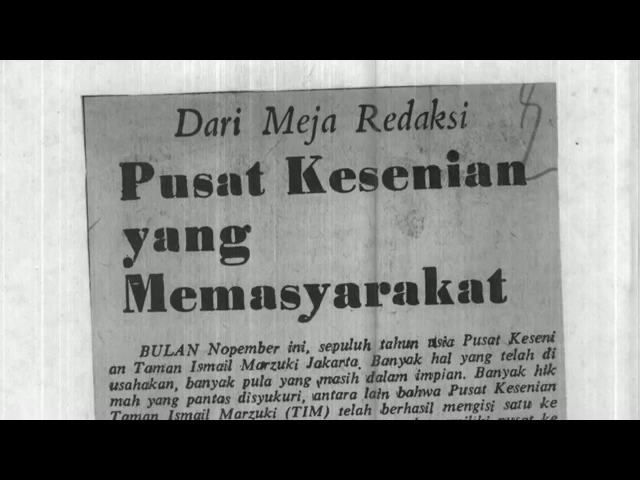 Dari Meja Redaksi
Pusat Kesenian
yang
Memasyarakat
BULAN Nopember ini, sepuluh tahun usia Pusat Keseni
an Taman Ismail Marzuki Jakarta. Banyak hal yang telah di
usahakan, banyak pula yang masih dalam impian. Banyak hik
mah yang pantas disyukuri, antara lain bahwa Pusat Kesenian
Taman Ismail Marzuki (TIM) telah berhasil mengisi satu ke
pusat ke